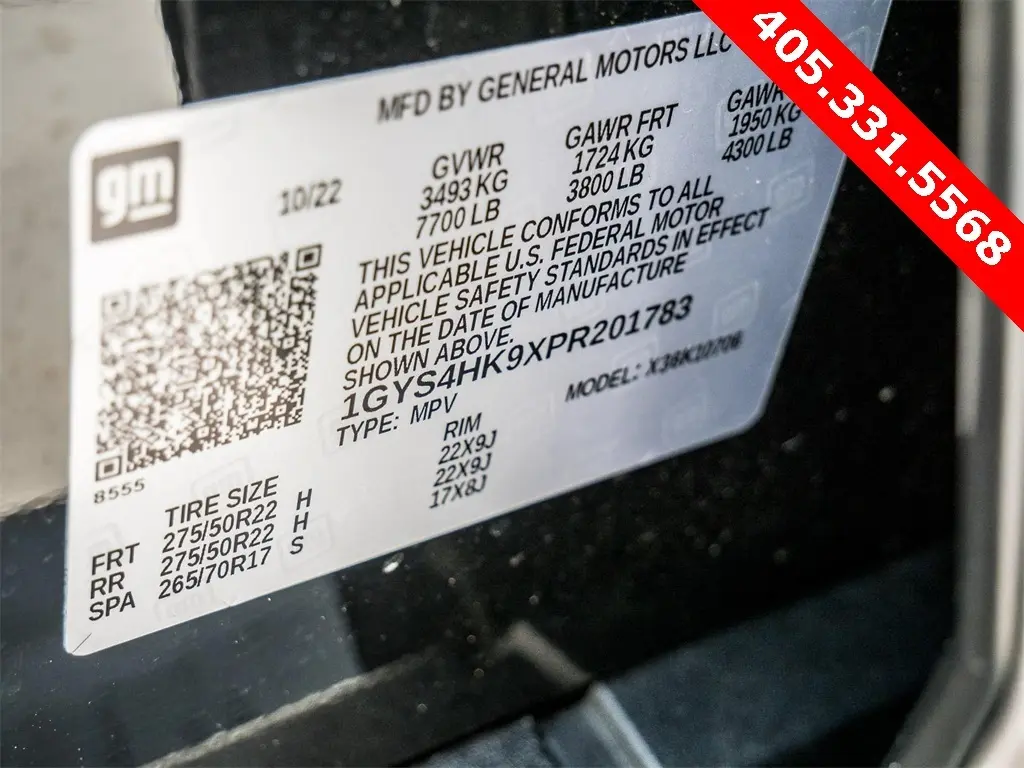 405.331.5568
MFD BY GENERAL MOTORS LLC
gm
10/22
GVWR
3493 KG
7700 LB
GAWR FRT
1724 KG
3800 LB
GAWR
1950 KG
4300 LB
THIS VEHICLE CONFORMS TO ALL
APPLICABLE U.S. FEDERAL MOTOR
VEHICLE SAFETY STANDARDS IN EFFECT
ON THE DATE OF MANUFACTURE
SHOWN ABOVE.
1GYS4HK9XPR201783
TYPE: MPV
MODEL:
8555
TIRE SIZE RIM
FRT 275/50R22 H 22X9J
RR 275/50R22 H 22X9J
SPA 265/70R17 S 17X8J